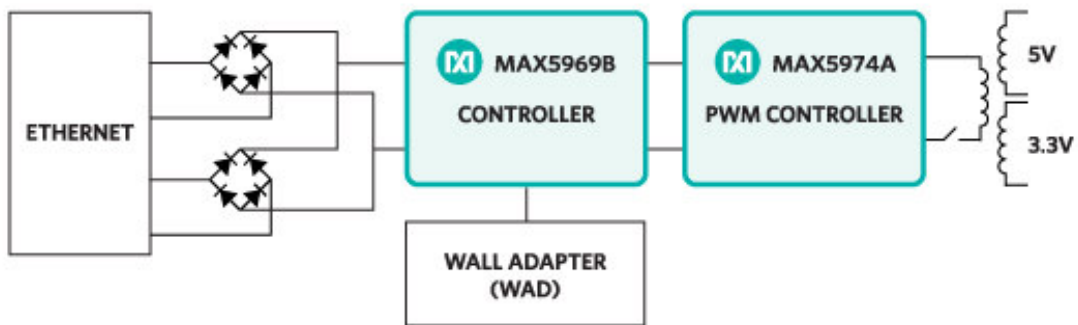 ETHERNET
MAX5969B
CONTROLLER
MAX5974A
PWM CONTROLLER
5V
3.3V
WALL ADAPTER
(WAD)